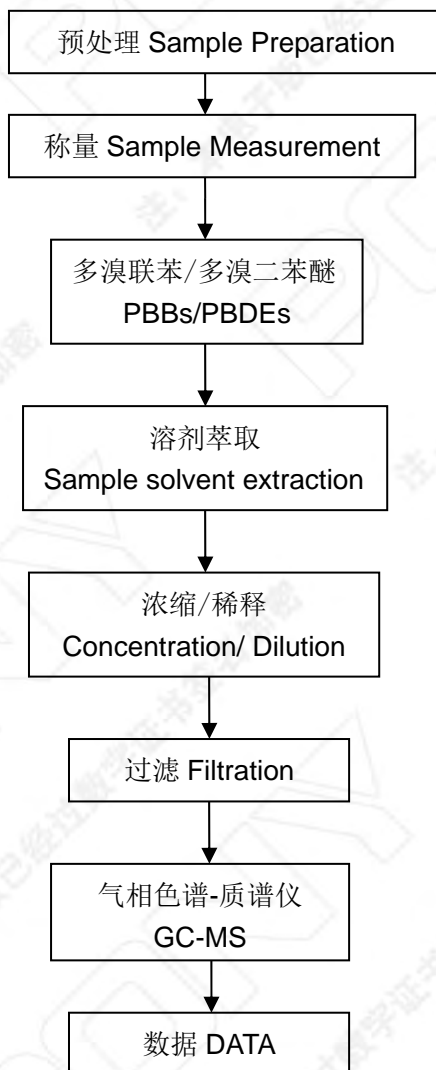 预处理 Sample Preparation
称量 Sample Measurement
多溴联苯/多溴二苯醚
PBBs/PBDEs
溶剂萃取
Sample solvent extraction
浓缩/稀释
Concentration/ Dilution
过滤 Filtration
气相色谱-质谱仪
GC-MS
数据 DATA